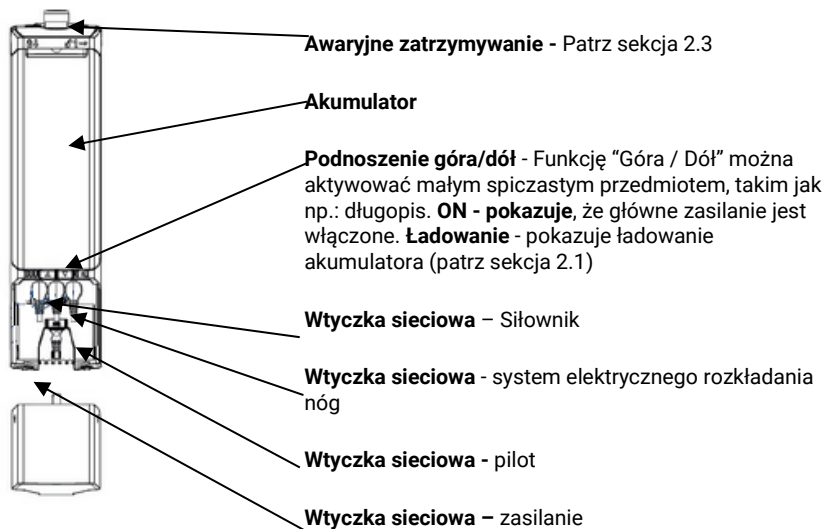 Awaryjne zatrzymywanie - Patrz sekcja 2.3
Akumulator
Podnoszenie góra/dół - Funkcję “Góra / Dół” można
aktywować małym spiczastym przedmiotem, takim jak
np.: długopis. ON - pokazuje, że główne zasilanie jest
włączone. Ładowanie - pokazuje ładowanie
akumulatora (patrz sekcja 2.1)
Wtyczka sieciowa – Siłownik
Wtyczka sieciowa - system elektrycznego rozkładania
nóg
Wtyczka sieciowa - pilot
Wtyczka sieciowa – zasilanie